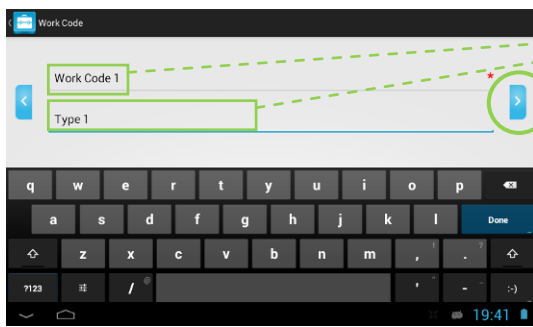 Work Code
Work Code 1
*
Type 1
q w e r t y u i o p
a s d f g h j k l Done
z x c v b n m , ! . ?
?123 / @ ' " - _ :-)
19:41